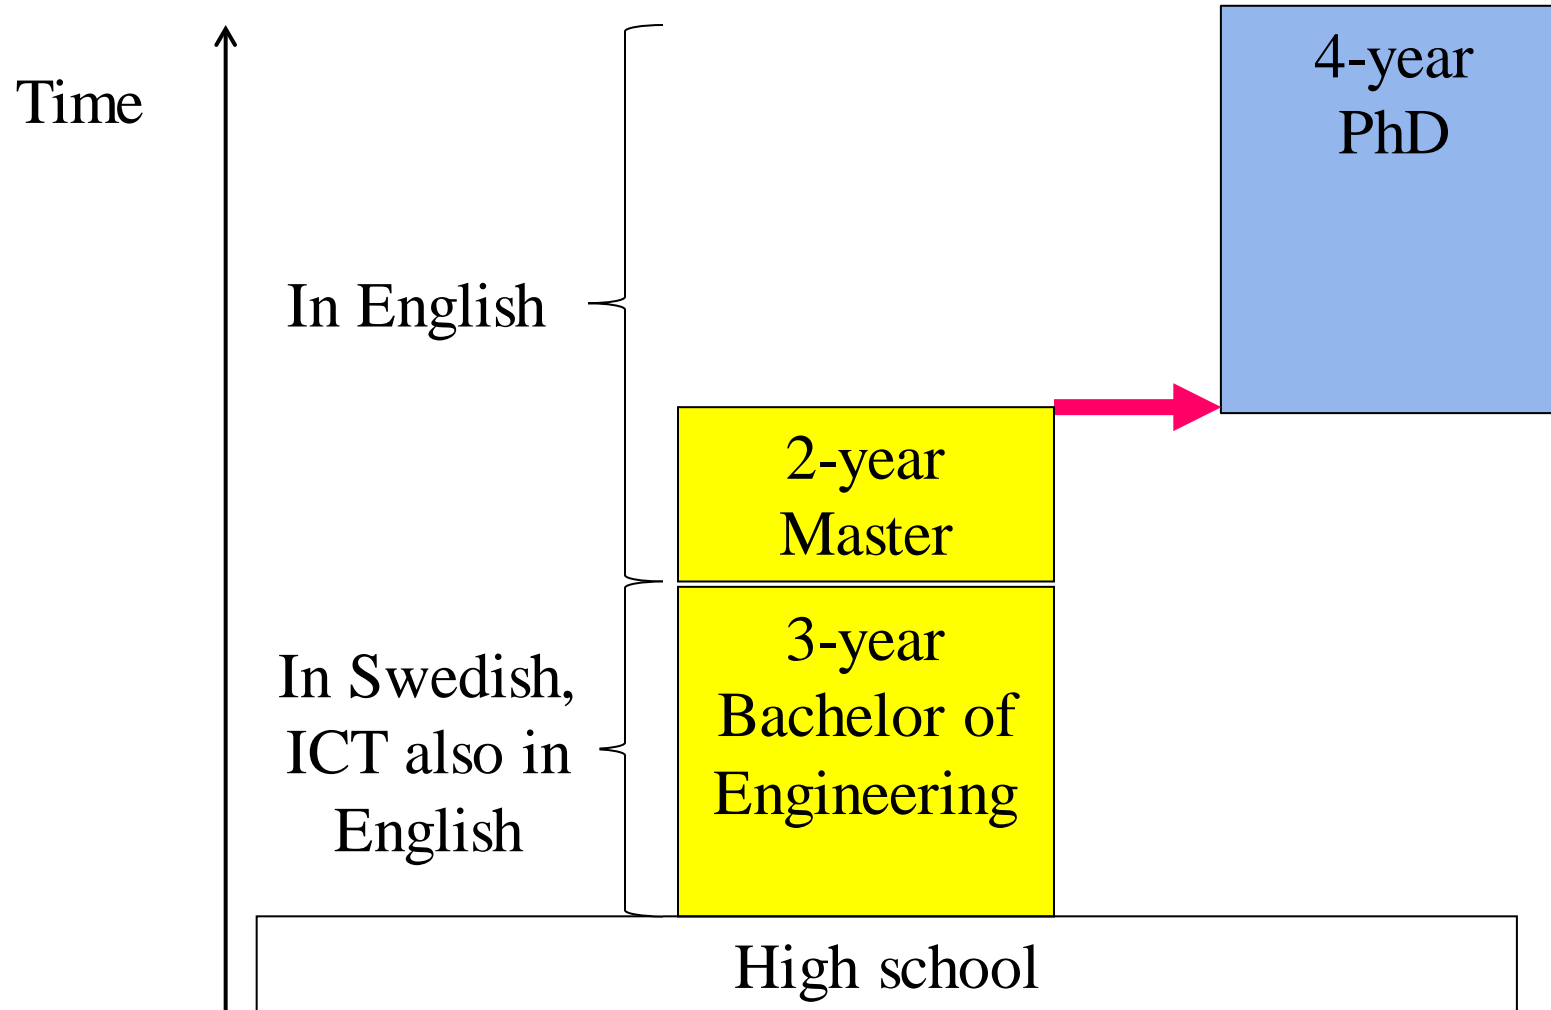 Time
4-year
PhD
In English
2-year
Master
In Swedish,
ICT also in
English
3-year
Bachelor of
Engineering
High school